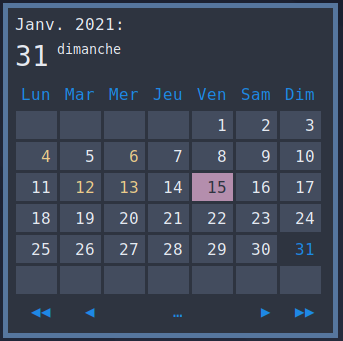 Janv. 2021:
31 dimanche
Lun Mar Mer Jeu Ven Sam Dim
1 2 3
4 5 6 7 8 9 10
11 12 13 14 15 16 17
18 19 20 21 22 23 24
25 26 27 28 29 30 31
◀◀ ◀ … ▶ ▶▶